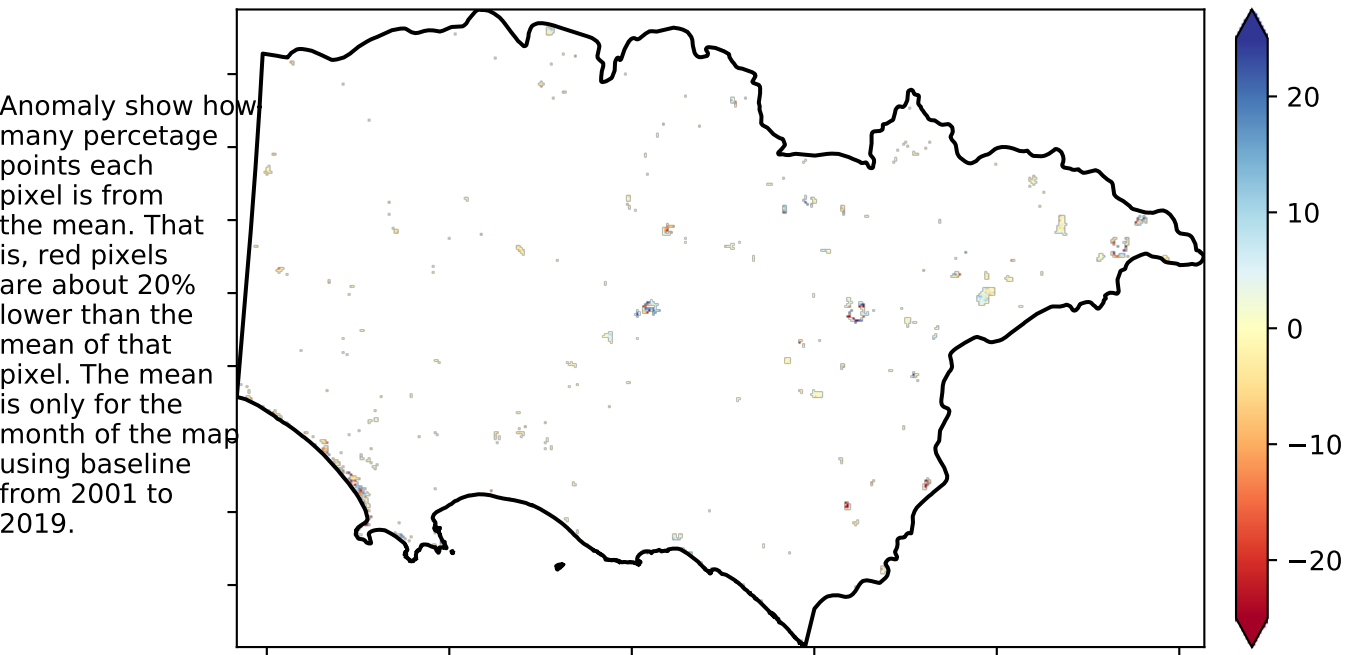 Anomaly show how
many percetage
points each
pixel is from
the mean. That
is, red pixels
are about 20%
lower than the
mean of that
pixel. The mean
is only for the
month of the map
using baseline
from 2001 to
2019.
20
10
0
−10
−20